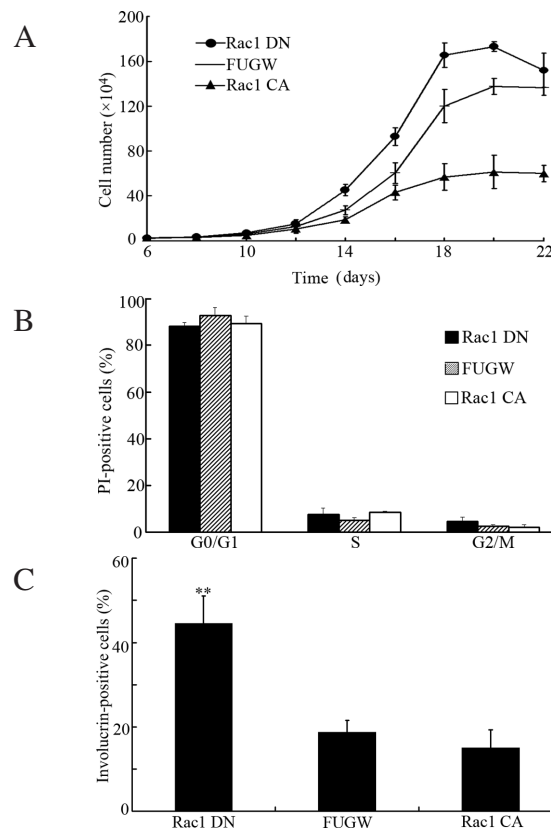 A
Rac1 DN
FUGW
Rac1 CA
Cell number (×10⁴)
200
160
120
80
40
0
6
10
14
18
22
Time (days)
B
Rac1 DN
FUGW
Rac1 CA
PI-positive cells (%)
100
80
60
40
20
0
G0/G1
S
G2/M
C
**
Involucrin-positive cells (%)
60
40
20
0
Rac1 DN
FUGW
Rac1 CA